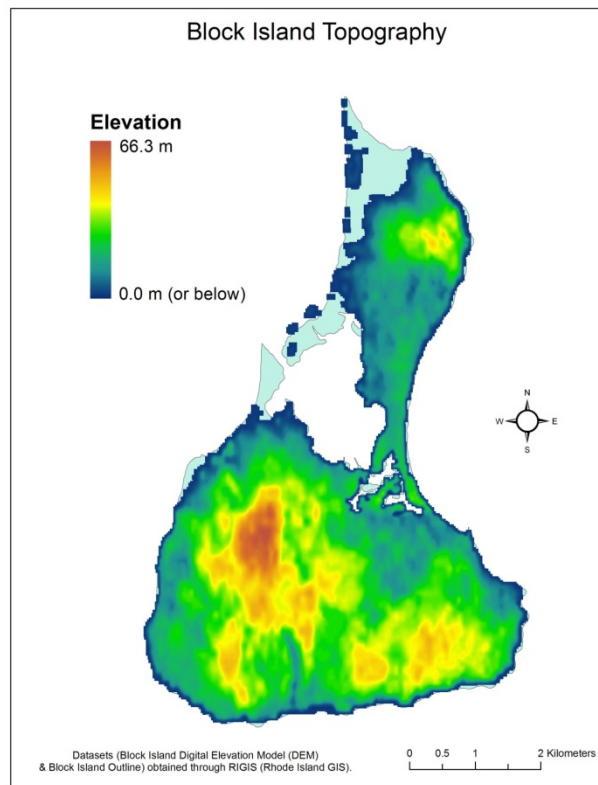 Block Island Topography
Elevation
66.3 m
0.0 m (or below)
N
W E
S
Datasets (Block Island Digital Elevation Model (DEM)
& Block Island Outline) obtained through RIGIS (Rhode Island GIS).
0 0.5 1 2 Kilometers